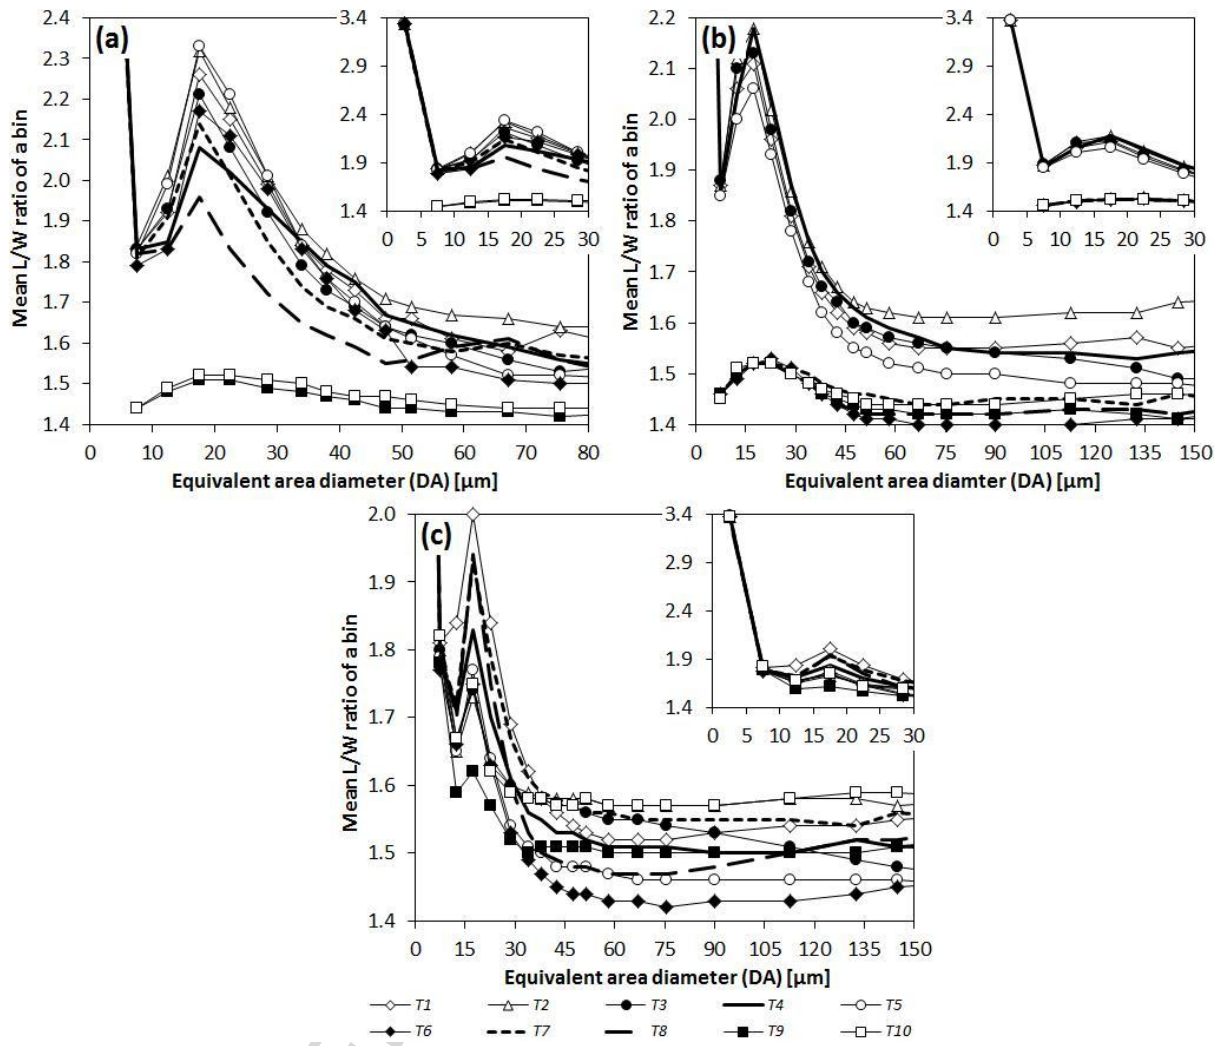 (a)
Mean L/W ratio of a bin
2.4
2.3
2.2
2.1
2.0
1.9
1.8
1.7
1.6
1.5
1.4
0 10 20 30 40 50 60 70 80
Equivalent area diameter (DA) [µm]
3.4
2.9
2.4
1.9
1.4
0 5 10 15 20 25 30
(b)
Mean L/W ratio of a bin
2.2
2.1
2.0
1.9
1.8
1.7
1.6
1.5
1.4
0 15 30 45 60 75 90 105 120 135 150
Equivalent area diamter (DA) [µm]
3.4
2.9
2.4
1.9
1.4
0 5 10 15 20 25 30
(c)
Mean L/W ratio of a bin
2.0
1.9
1.8
1.7
1.6
1.5
1.4
0 15 30 45 60 75 90 105 120 135 150
Equivalent area diameter (DA) [µm]
3.4
2.9
2.4
1.9
1.4
0 5 10 15 20 25 30
T1 T2 T3 T4 T5
T6 T7 T8 T9 T10